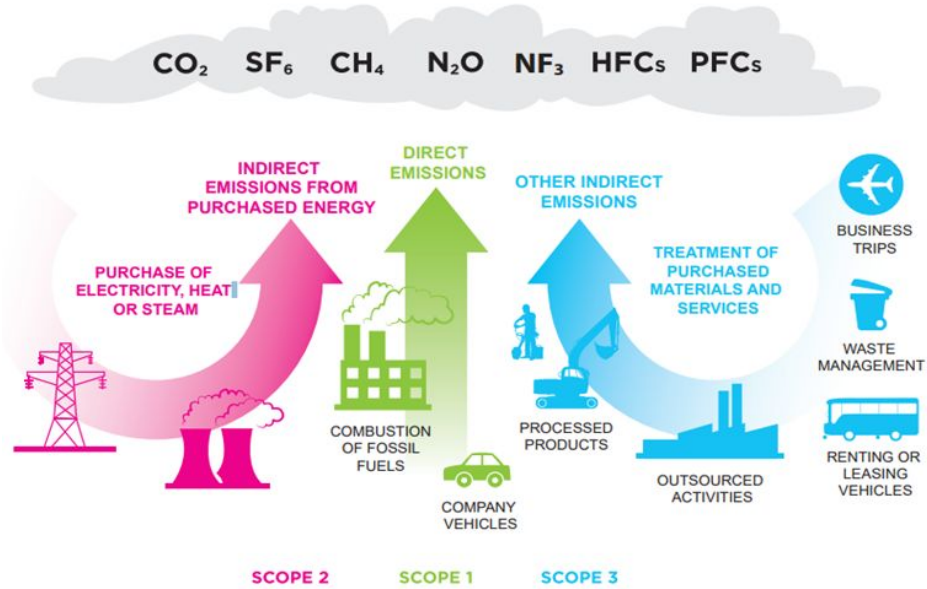 CO₂ SF₆ CH₄ N₂O NF₃ HFCs PFCs
INDIRECT
EMISSIONS FROM
PURCHASED ENERGY
PURCHASE OF
ELECTRICITY, HEAT
OR STEAM
DIRECT
EMISSIONS
COMBUSTION
OF FOSSIL
FUELS
COMPANY
VEHICLES
OTHER INDIRECT
EMISSIONS
TREATMENT OF
PURCHASED
MATERIALS AND
SERVICES
PROCESSED
PRODUCTS
OUTSOURCED
ACTIVITIES
BUSINESS
TRIPS
WASTE
MANAGEMENT
RENTING OR
LEASING
VEHICLES
SCOPE 2 SCOPE 1 SCOPE 3